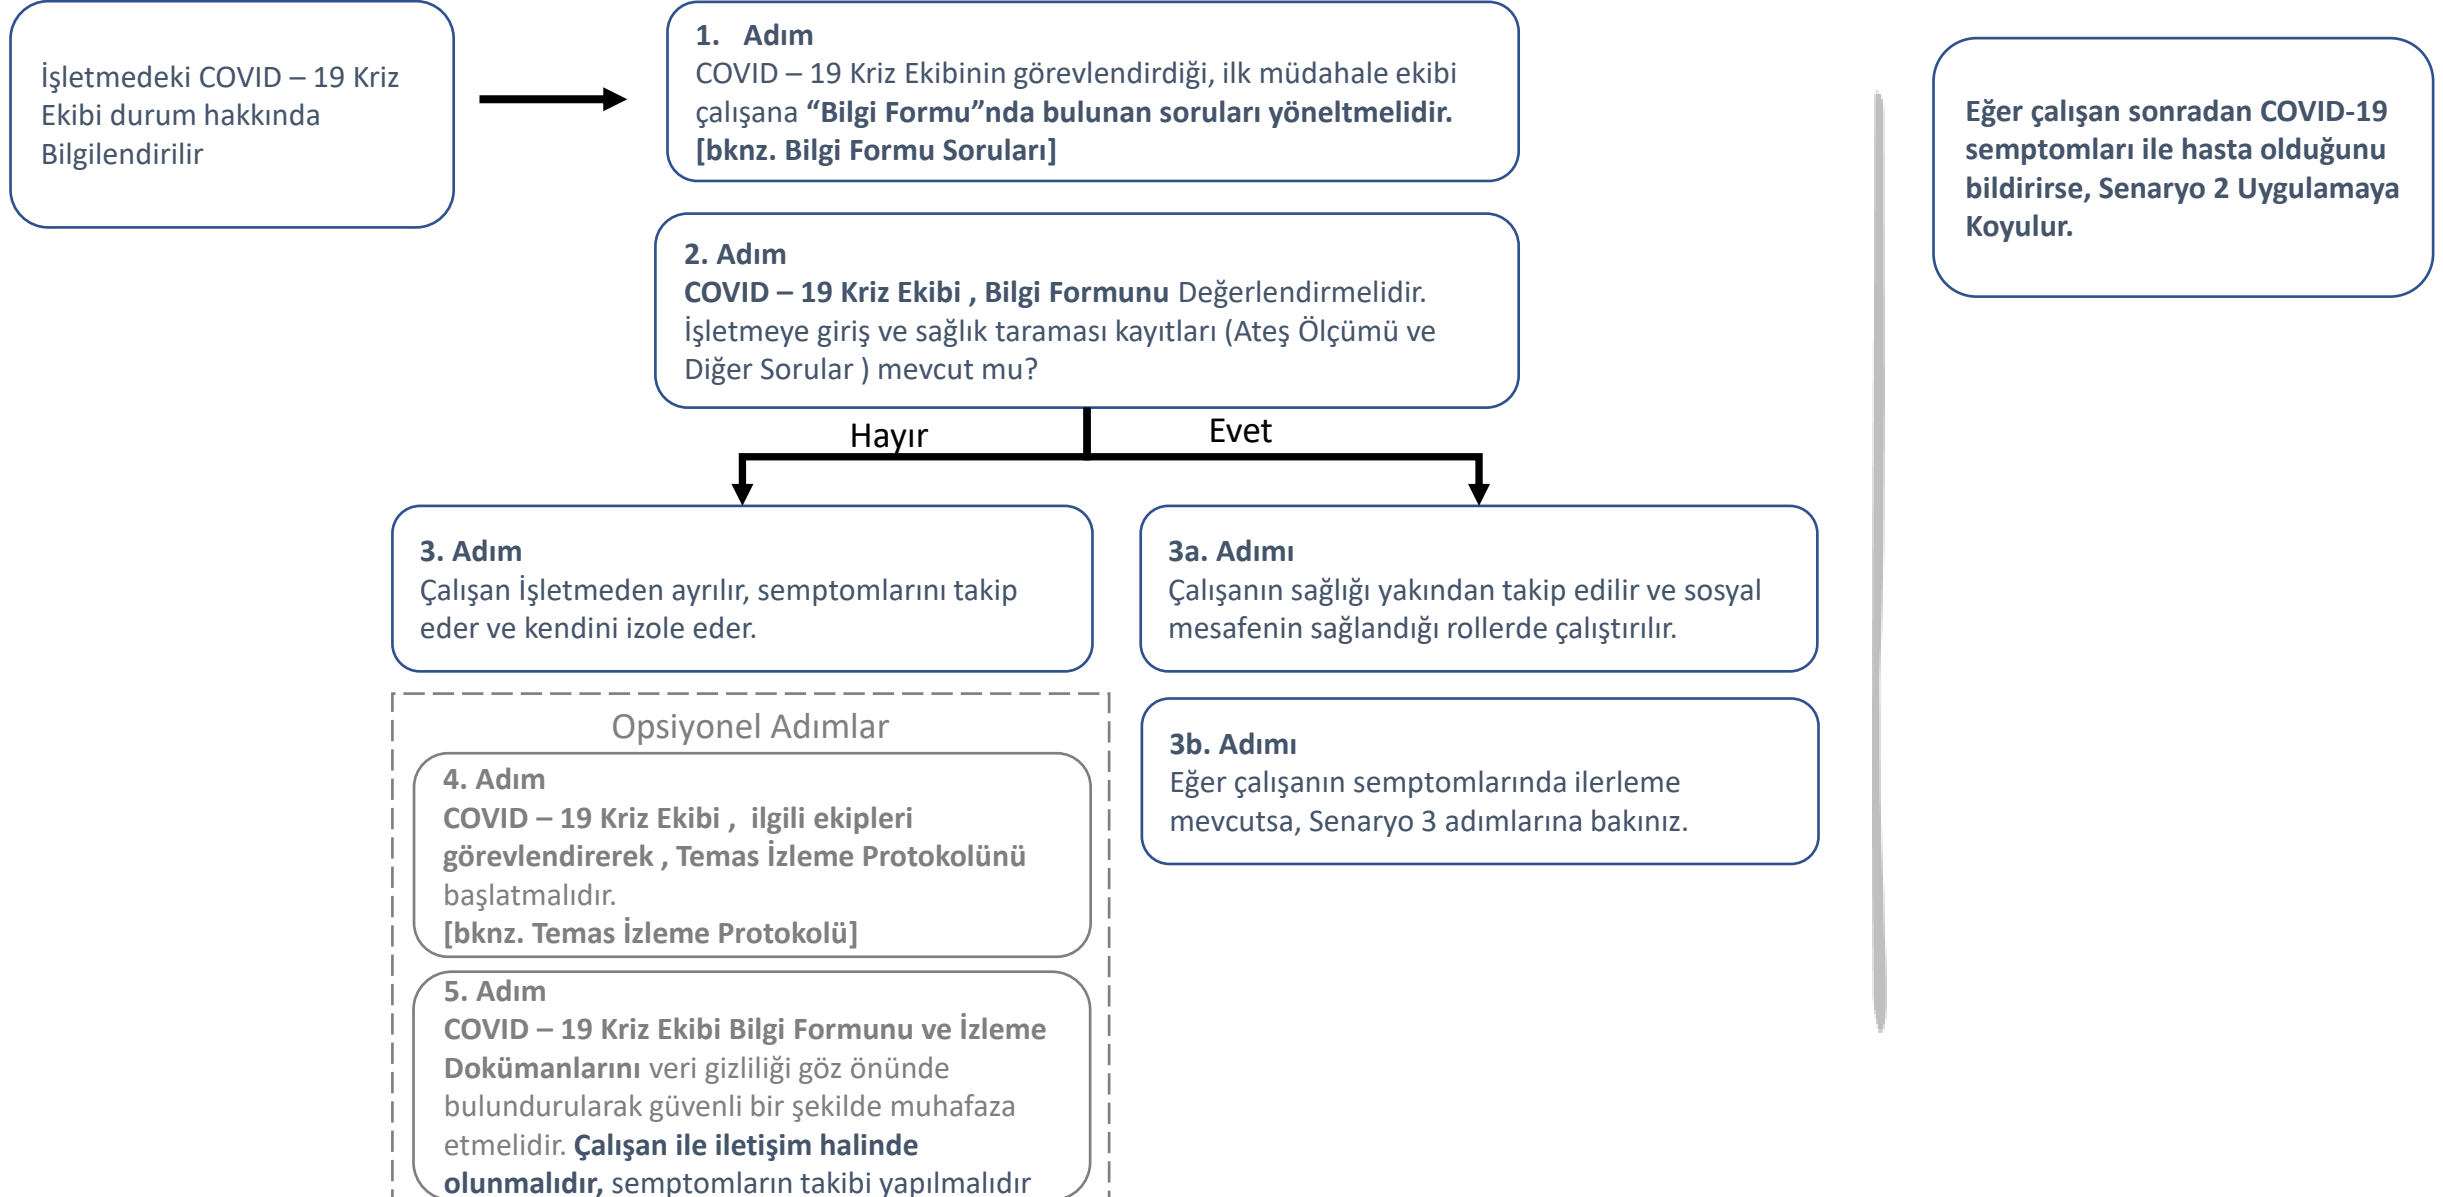 İşletmedeki COVID – 19 Kriz
Ekibi durum hakkında
Bilgilendirilir
1. Adım
COVID – 19 Kriz Ekibinin görevlendirdiği, ilk müdahale ekibi
çalışana “Bilgi Formu”nda bulunan soruları yöneltmelidir.
[bknz. Bilgi Formu Soruları]
2. Adım
COVID – 19 Kriz Ekibi , Bilgi Formunu Değerlendirmelidir.
İşletmeye giriş ve sağlık taraması kayıtları (Ateş Ölçümü ve
Diğer Sorular ) mevcut mu?
Hayır
Evet
3. Adım
Çalışan İşletmeden ayrılır, semptomlarını takip
eder ve kendini izole eder.
3a. Adımı
Çalışanın sağlığı yakından takip edilir ve sosyal
mesafenin sağlandığı rollerde çalıştırılır.
Opsiyonel Adımlar
4. Adım
COVID – 19 Kriz Ekibi , ilgili ekipleri
görevlendirerek , Temas İzleme Protokolünü
başlatmalıdır.
[bknz. Temas İzleme Protokolü]
5. Adım
COVID – 19 Kriz Ekibi Bilgi Formunu ve İzleme
Dokümanlarını veri gizliliği göz önünde
bulundurularak güvenli bir şekilde muhafaza
etmelidir. Çalışan ile iletişim halinde
olunmalıdır, semptomların takibi yapılmalıdır
3b. Adımı
Eğer çalışanın semptomlarında ilerleme
mevcutsa, Senaryo 3 adımlarına bakınız.
Eğer çalışan sonradan COVID-19
semptomları ile hasta olduğunu
bildirirse, Senaryo 2 Uygulamaya
Koyulur.